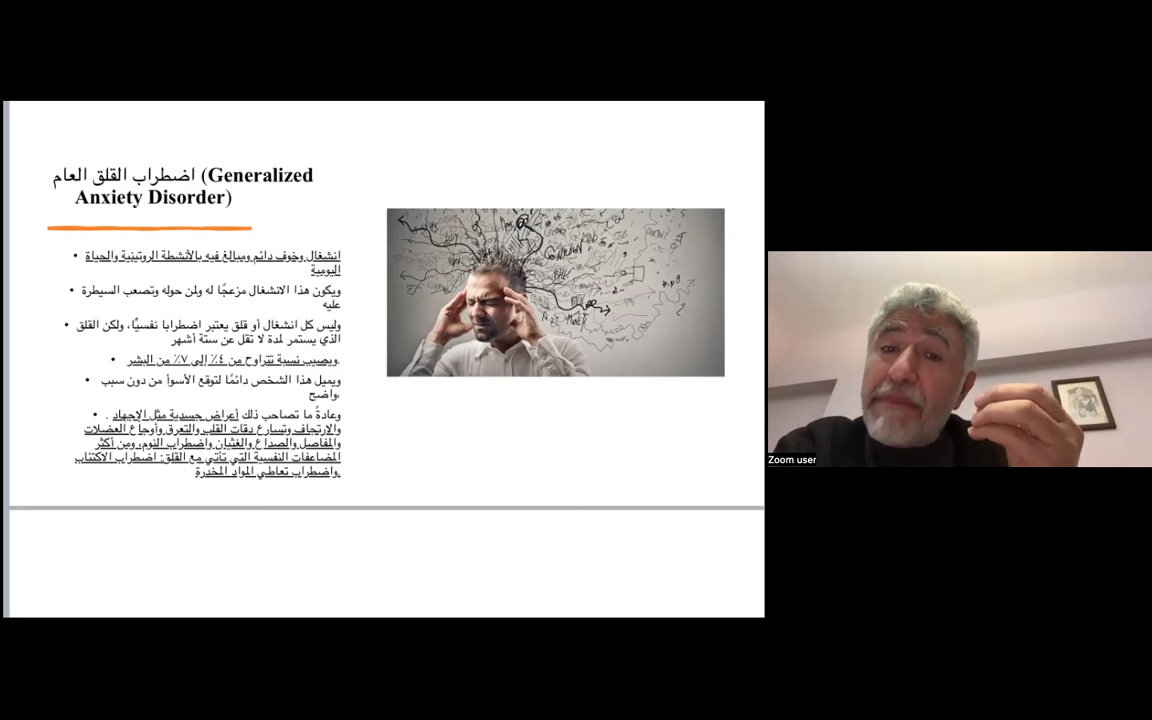 اضطراب القلق العام (Generalized
Anxiety Disorder)
• انشغال وخوف دائم ومبالغ فيه بالأنشطة الروتينية والحياة
اليومية
• ويكون هذا الانشغال مزعجًا له ولمن حوله وتصعب السيطرة
عليه
• وليس كل انشغال أو قلق يعتبر اضطرابا نفسيًا، ولكن القلق
الذي يستمر لمدة لا تقل عن ستة أشهر
• ويصيب نسبة تتراوح من ٤٪ إلى ٧٪ من البشر.
• ويميل هذا الشخص دائمًا لتوقع الأسوأ من دون سبب
واضح.
• وعادةً ما تصاحب ذلك أعراض جسدية مثل الإجهاد .
والارتجاف وتسارع دقات القلب والتعرق وأوجاع العضلات
والمفاصل والصداع والغثيان واضطراب النوم، ومن أكثر
المضاعفات النفسية التي تأتي مع القلق: اضطراب الاكتئاب
واضطراب تعاطي المواد المخدرة.
Zoom user